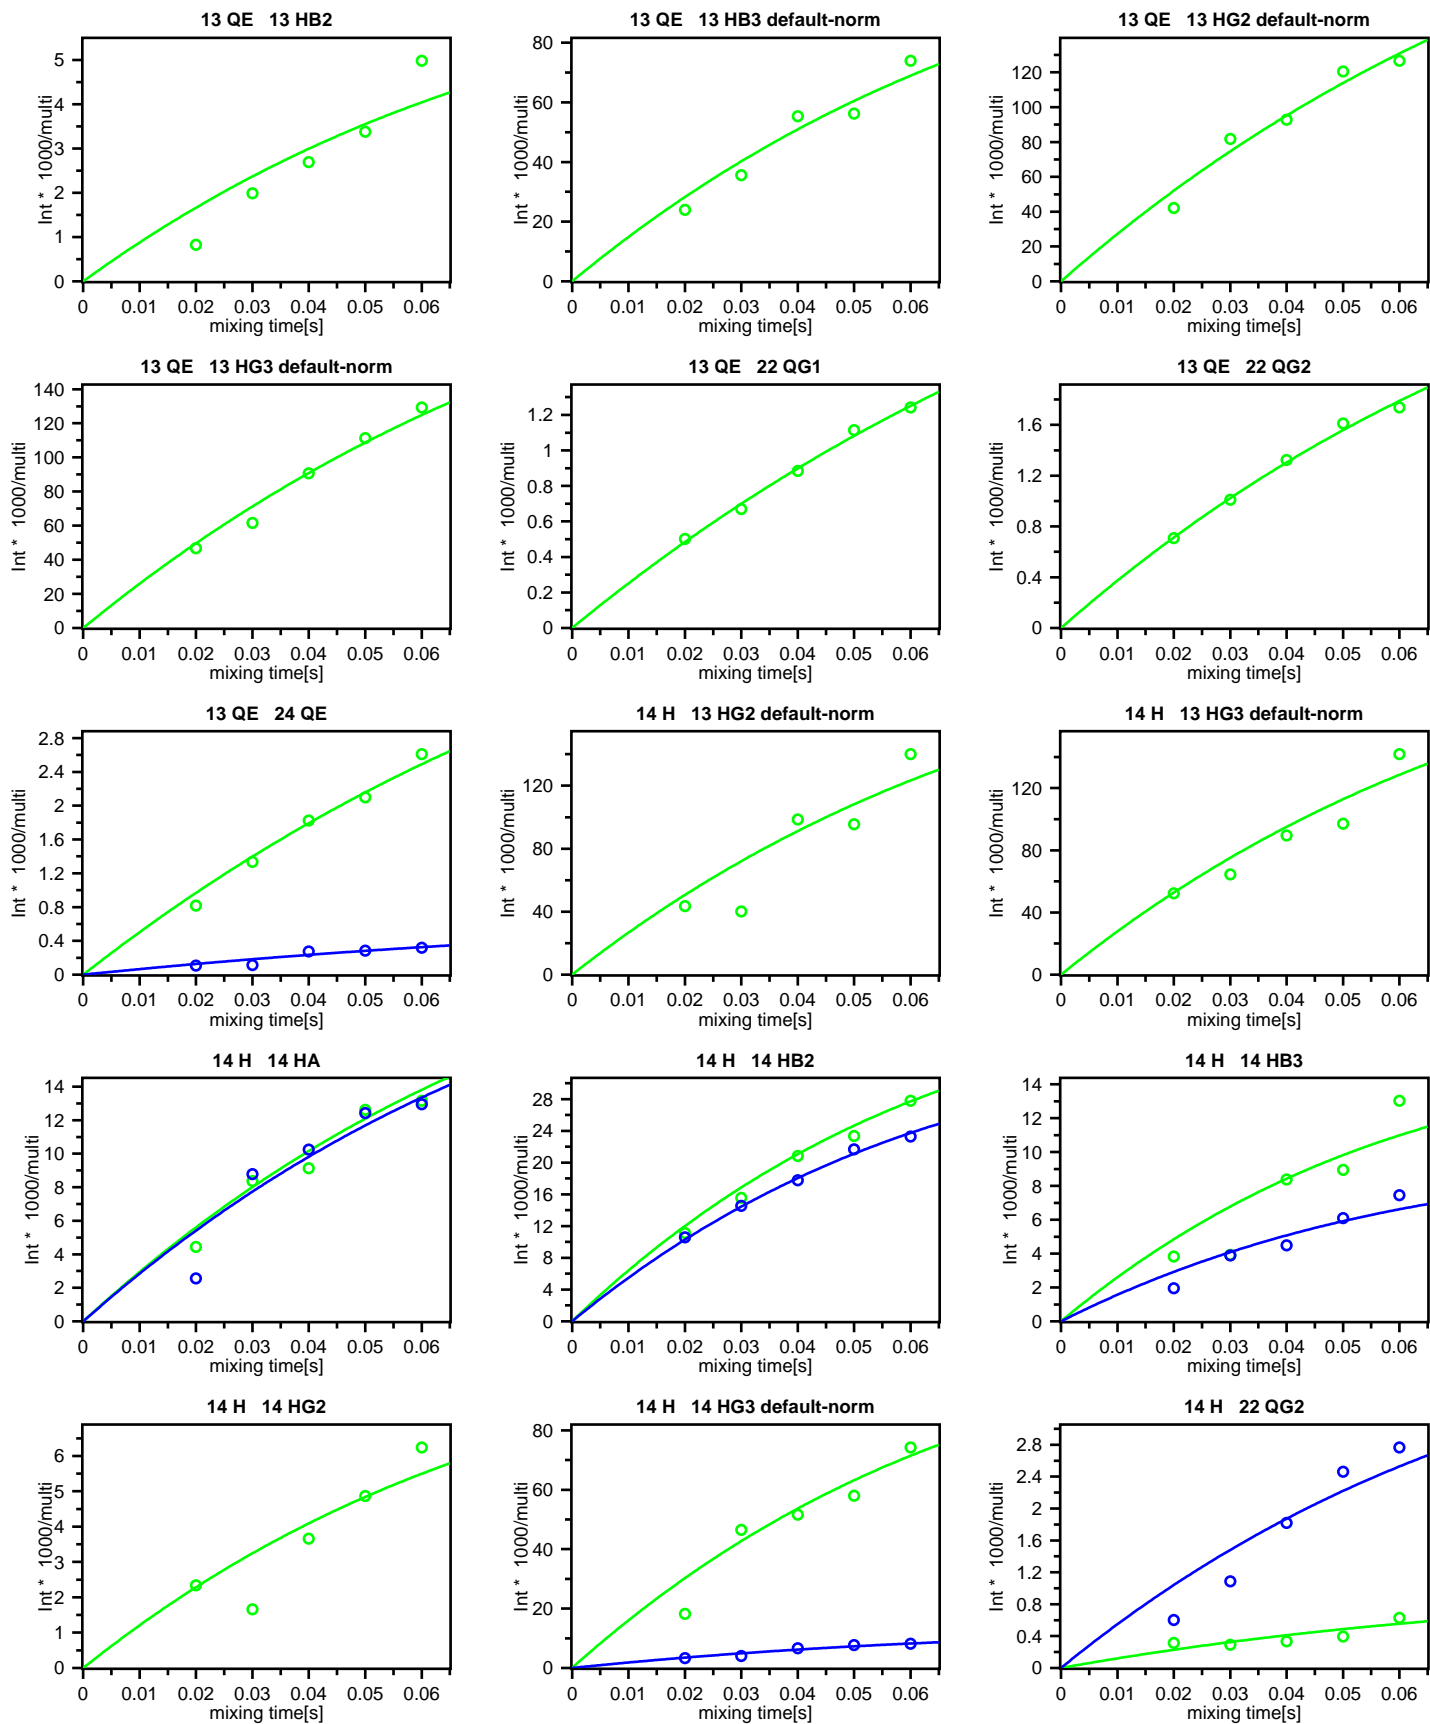 13 QE 13 HB2
Int * 1000/multi
5
4
3
2
1
0
0 0.01 0.02 0.03 0.04 0.05 0.06
mixing time[s]
13 QE 13 HB3 default-norm
Int * 1000/multi
80
60
40
20
0
0 0.01 0.02 0.03 0.04 0.05 0.06
mixing time[s]
13 QE 13 HG2 default-norm
Int * 1000/multi
120
100
80
60
40
20
0
0 0.01 0.02 0.03 0.04 0.05 0.06
mixing time[s]
13 QE 13 HG3 default-norm
Int * 1000/multi
140
120
100
80
60
40
20
0
0 0.01 0.02 0.03 0.04 0.05 0.06
mixing time[s]
13 QE 22 QG1
Int * 1000/multi
1.2
1
0.8
0.6
0.4
0.2
0
0 0.01 0.02 0.03 0.04 0.05 0.06
mixing time[s]
13 QE 22 QG2
Int * 1000/multi
1.6
1.2
0.8
0.4
0
0 0.01 0.02 0.03 0.04 0.05 0.06
mixing time[s]
13 QE 24 QE
Int * 1000/multi
2.8
2.4
2
1.6
1.2
0.8
0.4
0
0 0.01 0.02 0.03 0.04 0.05 0.06
mixing time[s]
14 H 13 HG2 default-norm
Int * 1000/multi
120
80
40
0
0 0.01 0.02 0.03 0.04 0.05 0.06
mixing time[s]
14 H 13 HG3 default-norm
Int * 1000/multi
120
80
40
0
0 0.01 0.02 0.03 0.04 0.05 0.06
mixing time[s]
14 H 14 HA
Int * 1000/multi
14
12
10
8
6
4
2
0
0 0.01 0.02 0.03 0.04 0.05 0.06
mixing time[s]
14 H 14 HB2
Int * 1000/multi
28
24
20
16
12
8
4
0
0 0.01 0.02 0.03 0.04 0.05 0.06
mixing time[s]
14 H 14 HB3
Int * 1000/multi
14
12
10
8
6
4
2
0
0 0.01 0.02 0.03 0.04 0.05 0.06
mixing time[s]
14 H 14 HG2
Int * 1000/multi
6
5
4
3
2
1
0
0 0.01 0.02 0.03 0.04 0.05 0.06
mixing time[s]
14 H 14 HG3 default-norm
Int * 1000/multi
80
60
40
20
0
0 0.01 0.02 0.03 0.04 0.05 0.06
mixing time[s]
14 H 22 QG2
Int * 1000/multi
2.8
2.4
2
1.6
1.2
0.8
0.4
0
0 0.01 0.02 0.03 0.04 0.05 0.06
mixing time[s]